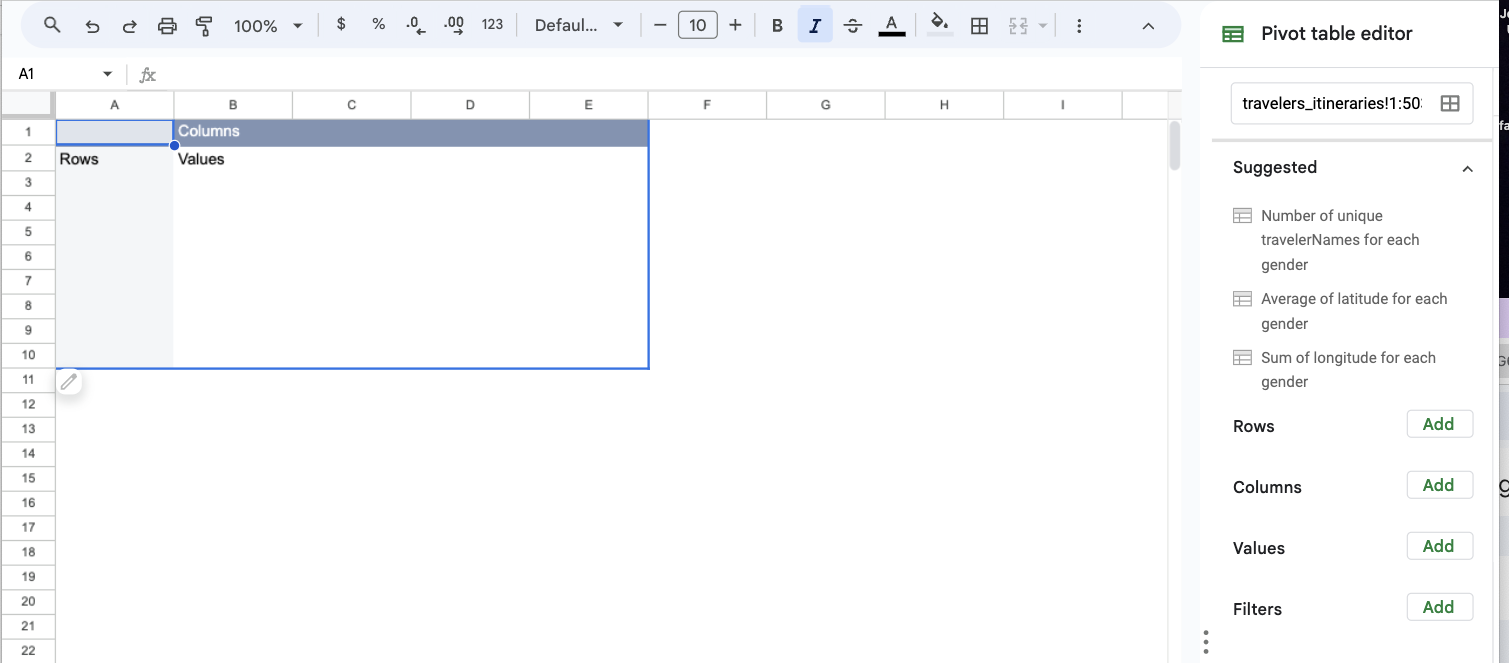 100% $ % .0 .00 123 Defaul... 10 B I A
Pivot table editor
A1 fx
travelers_itineraries!1:50
A B C D E F G H I
1 Columns
2 Rows Values
3
4
5
6
7
8
9
10
11
12
13
14
15
16
17
18
19
20
21
22
Suggested
Number of unique
travelerNames for each
gender
Average of latitude for each
gender
Sum of longitude for each
gender
Rows Add
Columns Add
Values Add
Filters Add